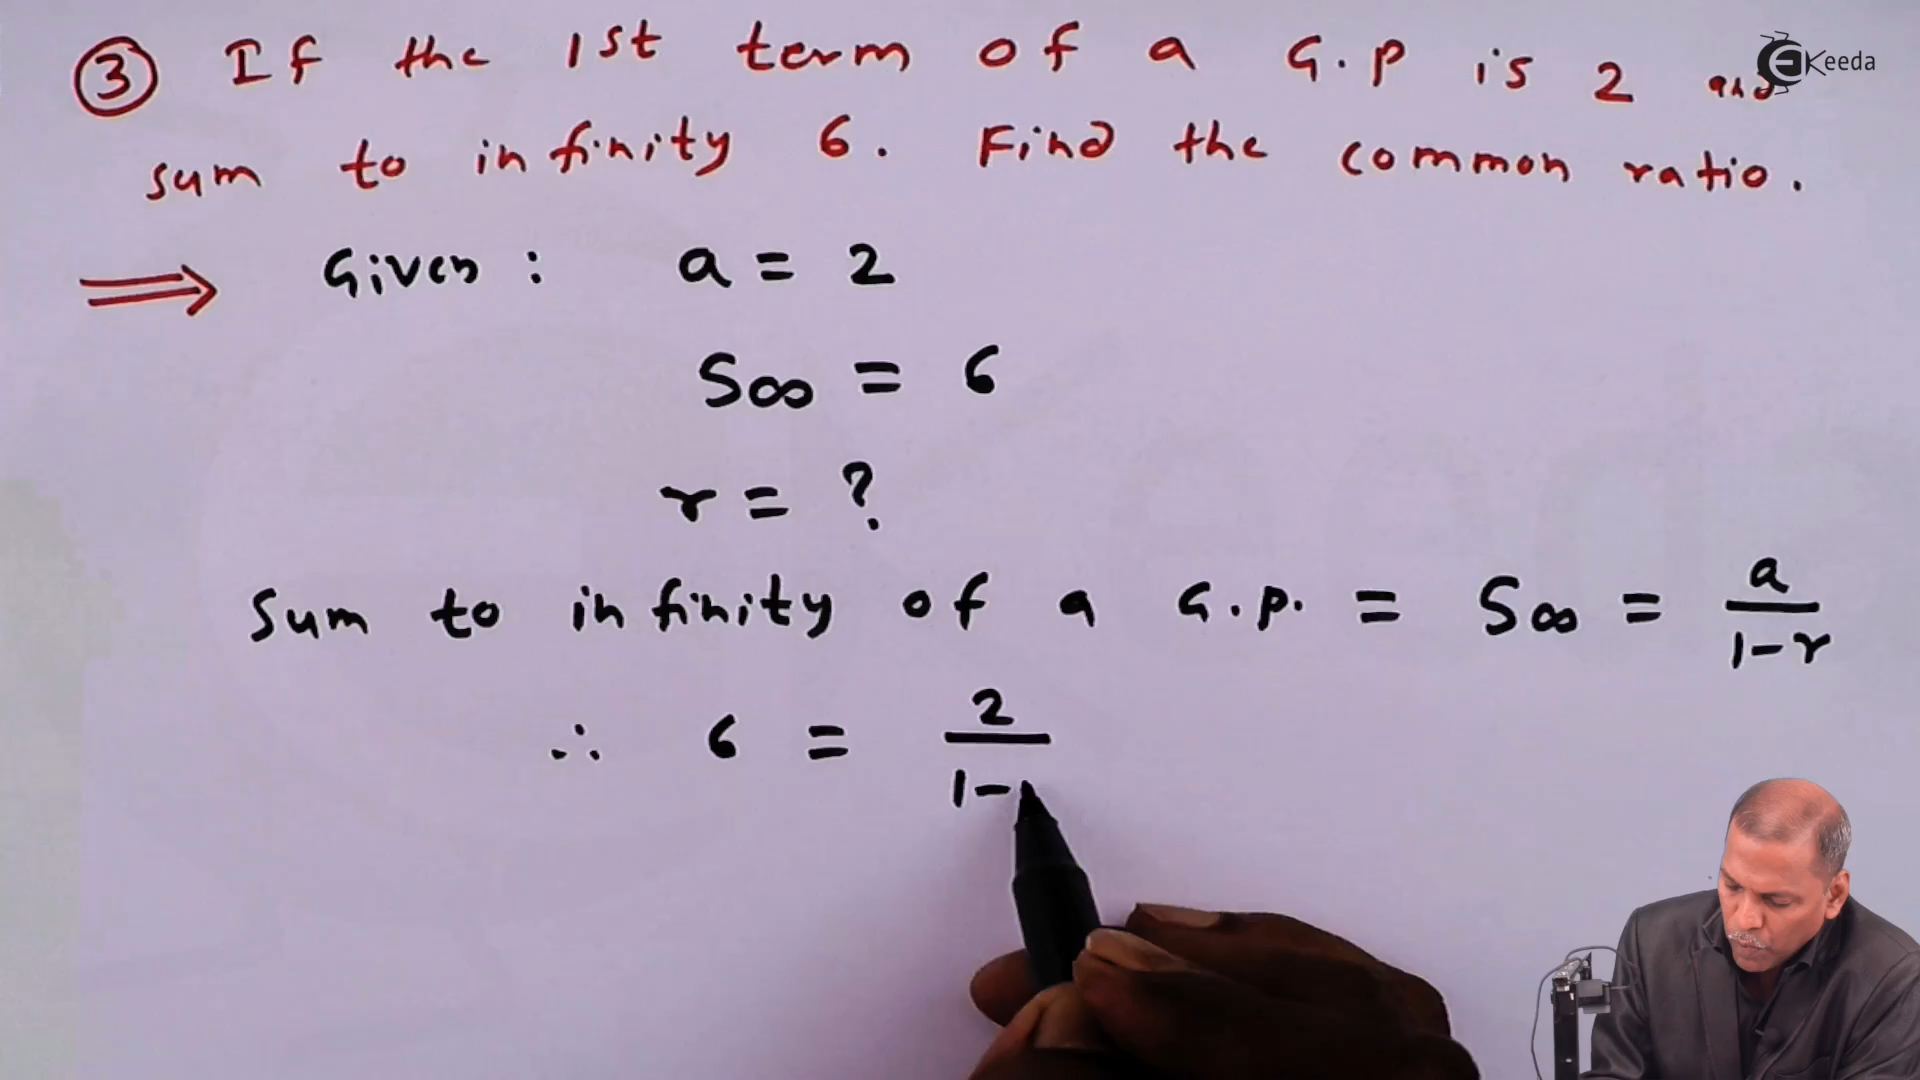 ③ If the 1st term of a G.P is 2 and
EKeeda
sum to infinity 6. Find the common ratio.
⟹ Given : a = 2
S∞ = 6
r = ?
Sum to infinity of a G.P. = S∞ = a/(1-r)
∴ 6 = 2/(1-